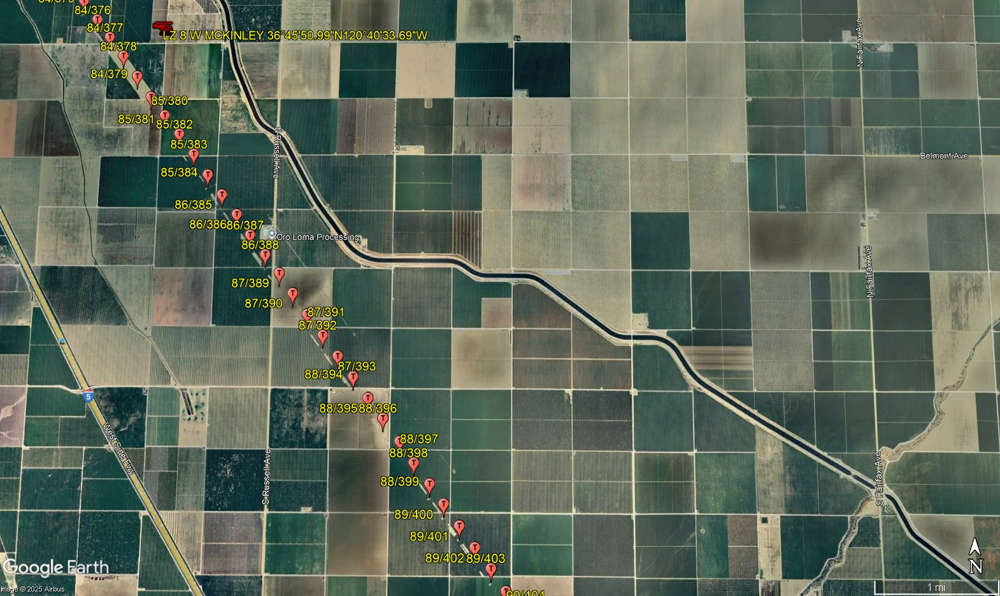 84/376
84/377
LZ 8 W MCKINLEY 36°45'50.99"N120°40'33.69"W
84/378
84/379
85/380
85/381
85/382
85/383
85/384
86/385
86/386
86/387
Oro Loma Processing
86/388
87/389
87/390
87/391
87/392
87/393
88/394
88/395
88/396
88/397
88/398
88/399
89/400
89/401
89/402
89/403
90/404
N Russell Ave
S Russell Ave
N Fairfax Ave
Belmont Ave
N Fairfax Ave
S Fairfax Ave
5
West Side Fwy
Google Earth
Image © 2025 Airbus
N
1 mi